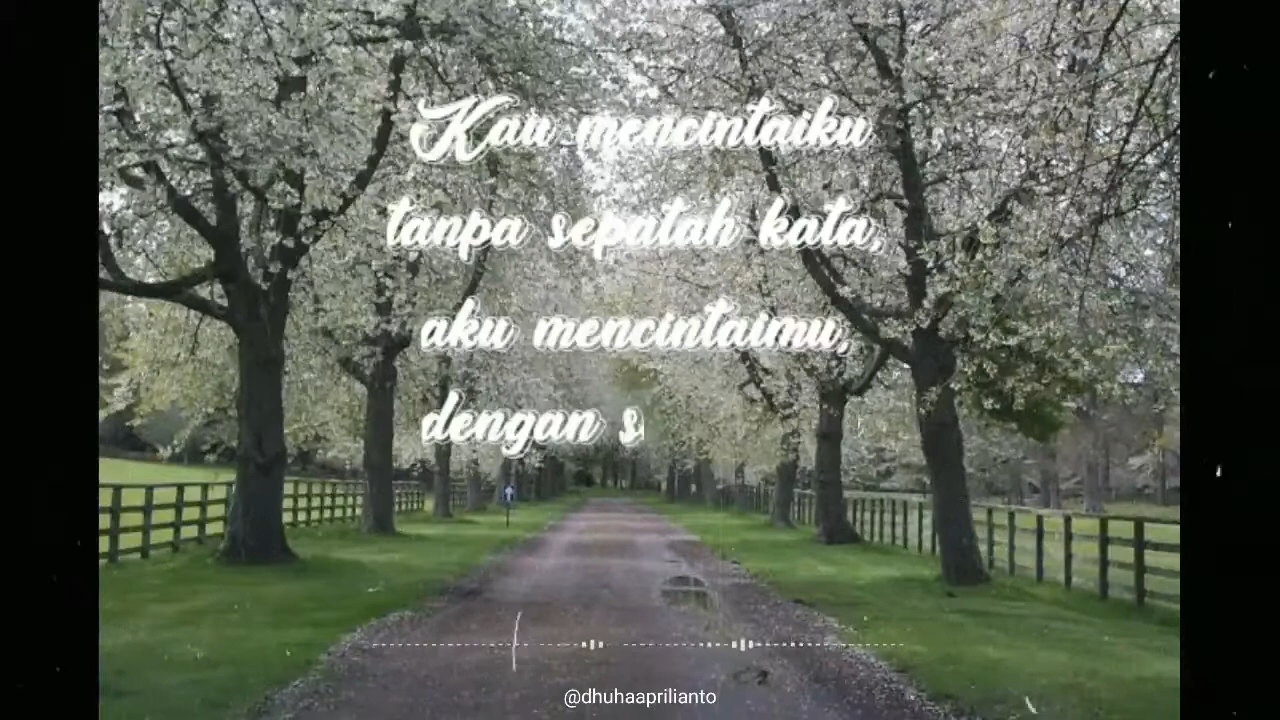 Kau mencintaiku
tanpa sepatah kata,
aku mencintaimu,
dengan s
@dhuhaaprilianto